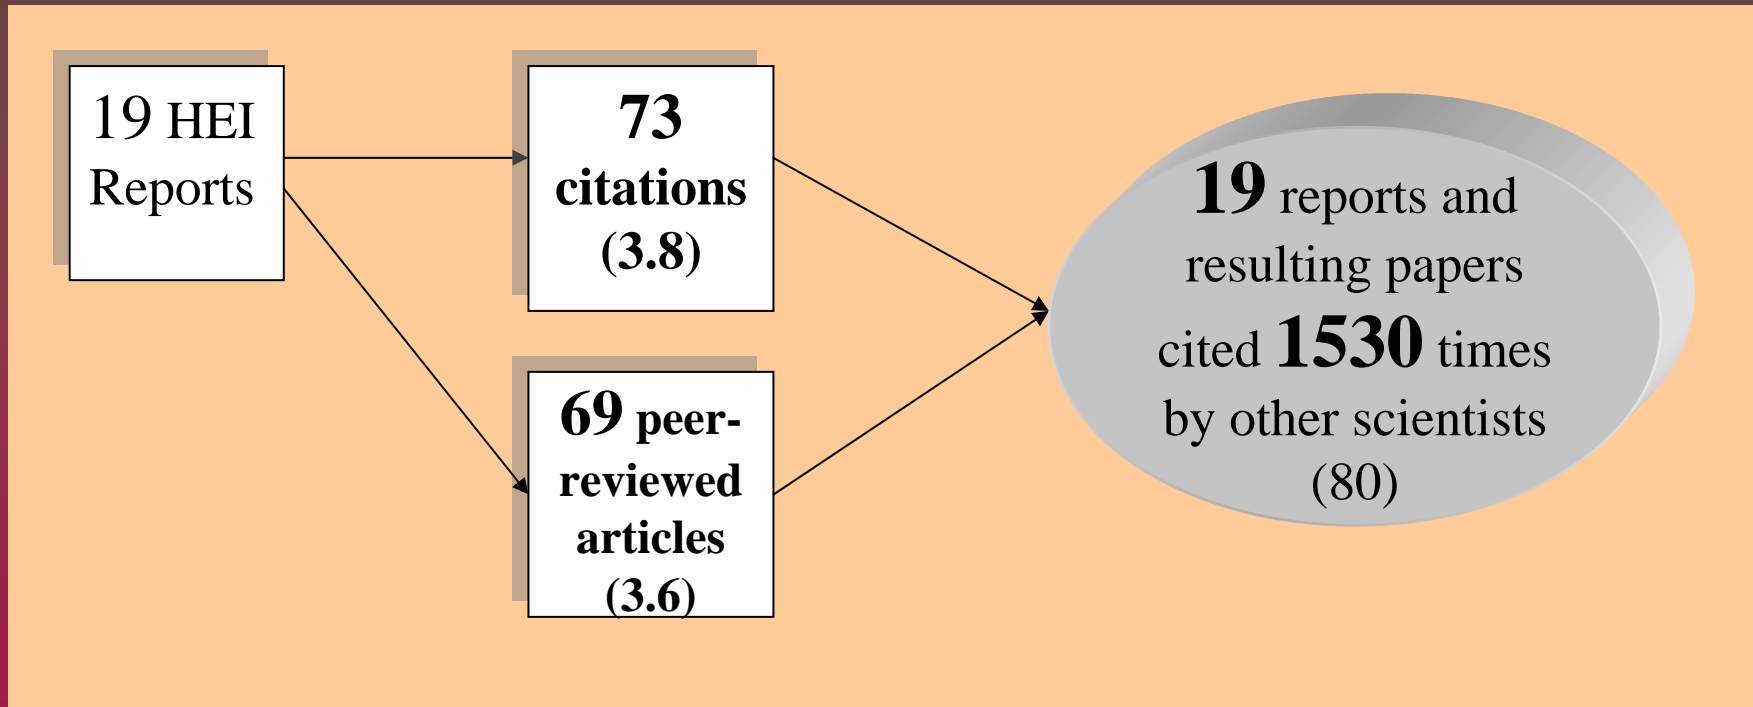 19 HEI
Reports
73
citations
(3.8)
69 peer-
reviewed
articles
(3.6)
19 reports and
resulting papers
cited 1530 times
by other scientists
(80)